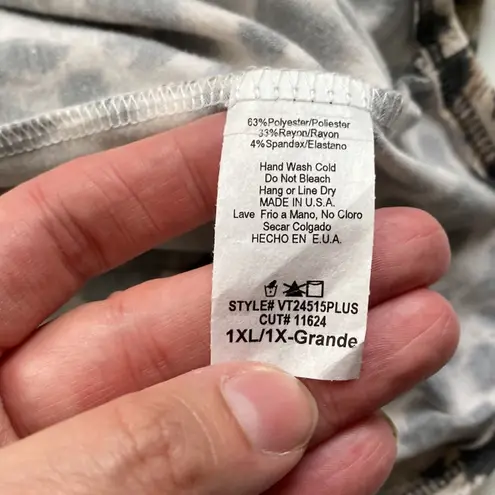 63%Polyester/Poliester
33%Rayon/Rayon
4%Spandex/Elastano
Hand Wash Cold
Do Not Bleach
Hang or Line Dry
MADE IN U.S.A.
Lave Frio a Mano, No Cloro
Secar Colgado
HECHO EN E.U.A.
STYLE# VT24515PLUS
CUT# 11624
1XL/1X-Grande